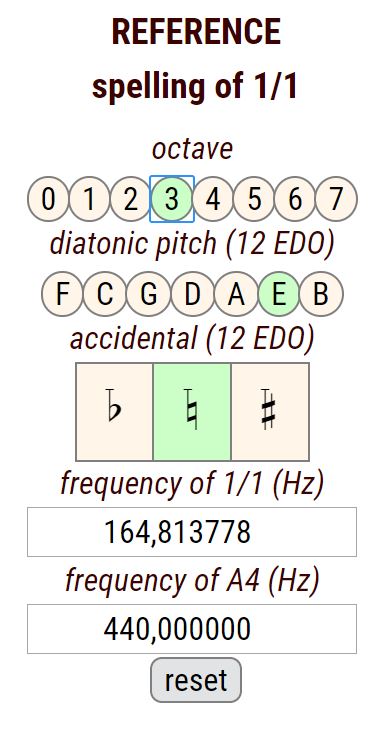 REFERENCE
spelling of 1/1
octave
0 1 2 3 4 5 6 7
diatonic pitch (12 EDO)
F C G D A E B
accidental (12 EDO)
♭ ♮ ♯
frequency of 1/1 (Hz)
164,813778
frequency of A4 (Hz)
440,000000
reset